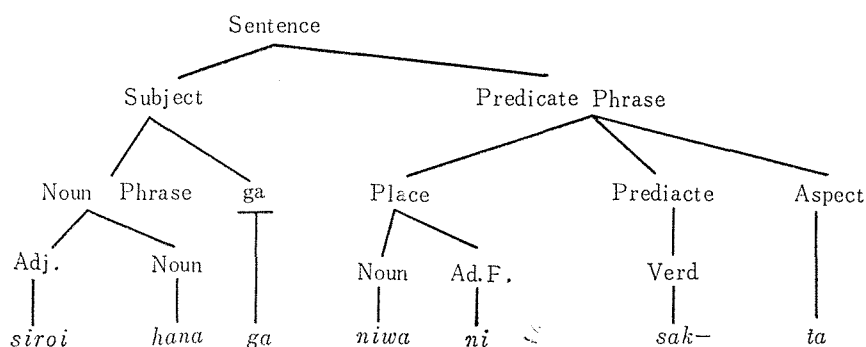 Sentence
Subject Predicate Phrase
Noun Phrase ga Place Prediacte Aspect
Adj. Noun Noun Ad.F. Verd
siroi hana ga niwa ni sak– ta